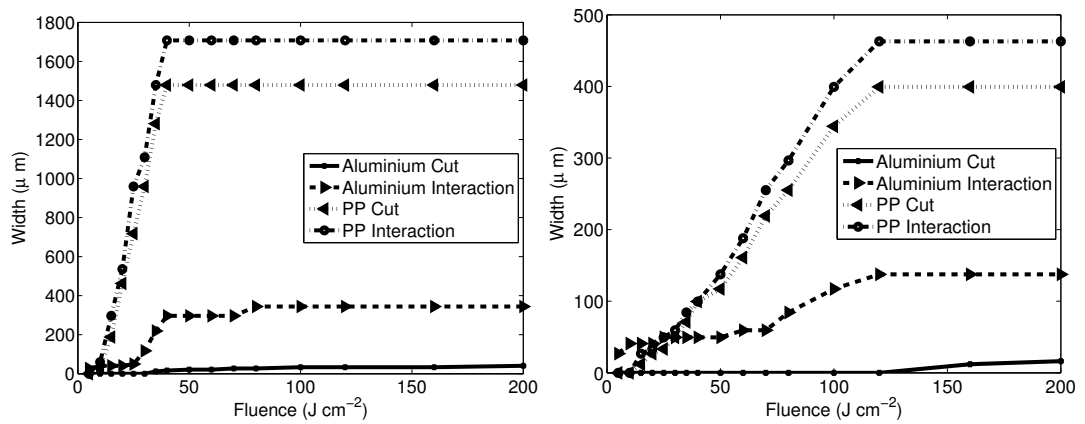 1800
1600
1400
1200
1000
800
600
400
200
0
0 50 100 150 200
Width (μ m)
Fluence (J cm⁻²)
Aluminium Cut
Aluminium Interaction
PP Cut
PP Interaction
500
400
300
200
100
0
0 50 100 150 200
Width (μ m)
Fluence (J cm⁻²)
Aluminium Cut
Aluminium Interaction
PP Cut
PP Interaction